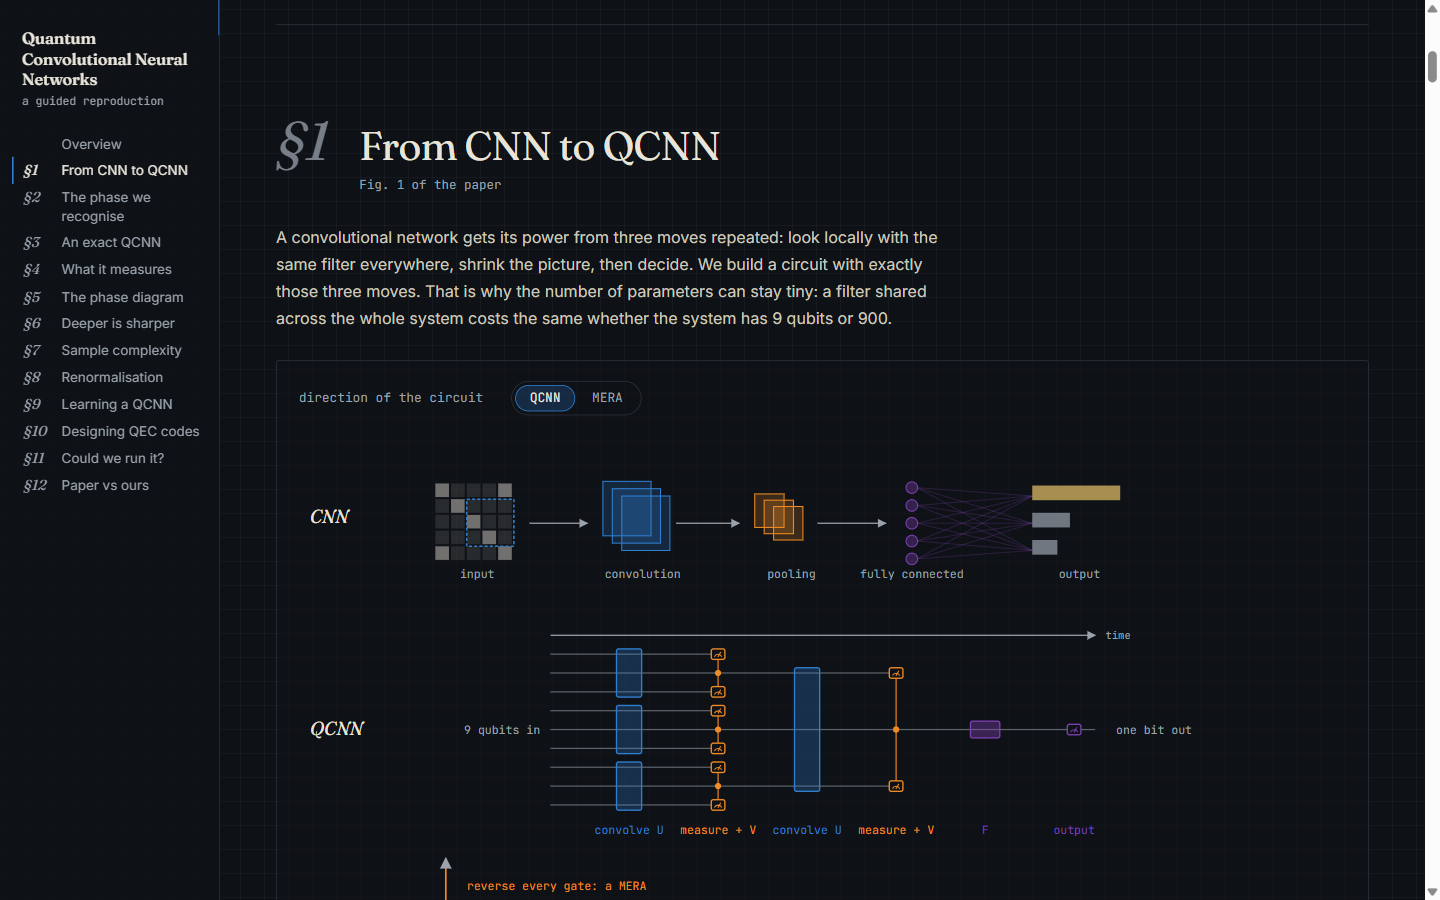 Quantum
Convolutional Neural
Networks
a guided reproduction
Overview
§1 From CNN to QCNN
§2 The phase we
recognise
§3 An exact QCNN
§4 What it measures
§5 The phase diagram
§6 Deeper is sharper
§7 Sample complexity
§8 Renormalisation
§9 Learning a QCNN
§10 Designing QEC codes
§11 Could we run it?
§12 Paper vs ours
§1 From CNN to QCNN
Fig. 1 of the paper
A convolutional network gets its power from three moves repeated: look locally with the
same filter everywhere, shrink the picture, then decide. We build a circuit with exactly
those three moves. That is why the number of parameters can stay tiny: a filter shared
across the whole system costs the same whether the system has 9 qubits or 900.
direction of the circuit QCNN MERA
CNN
input convolution pooling fully connected output
time
QCNN 9 qubits in one bit out
convolve U measure + V convolve U measure + V F output
reverse every gate: a MERA